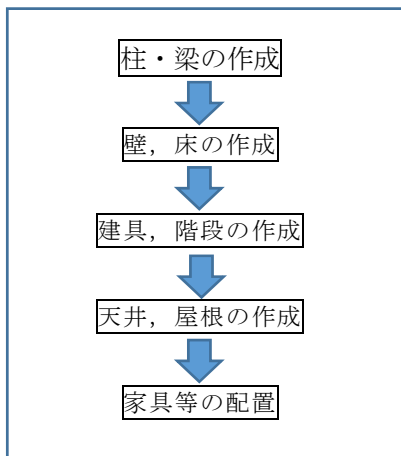 柱・梁の作成
壁，床の作成
建具，階段の作成
天井，屋根の作成
家具等の配置